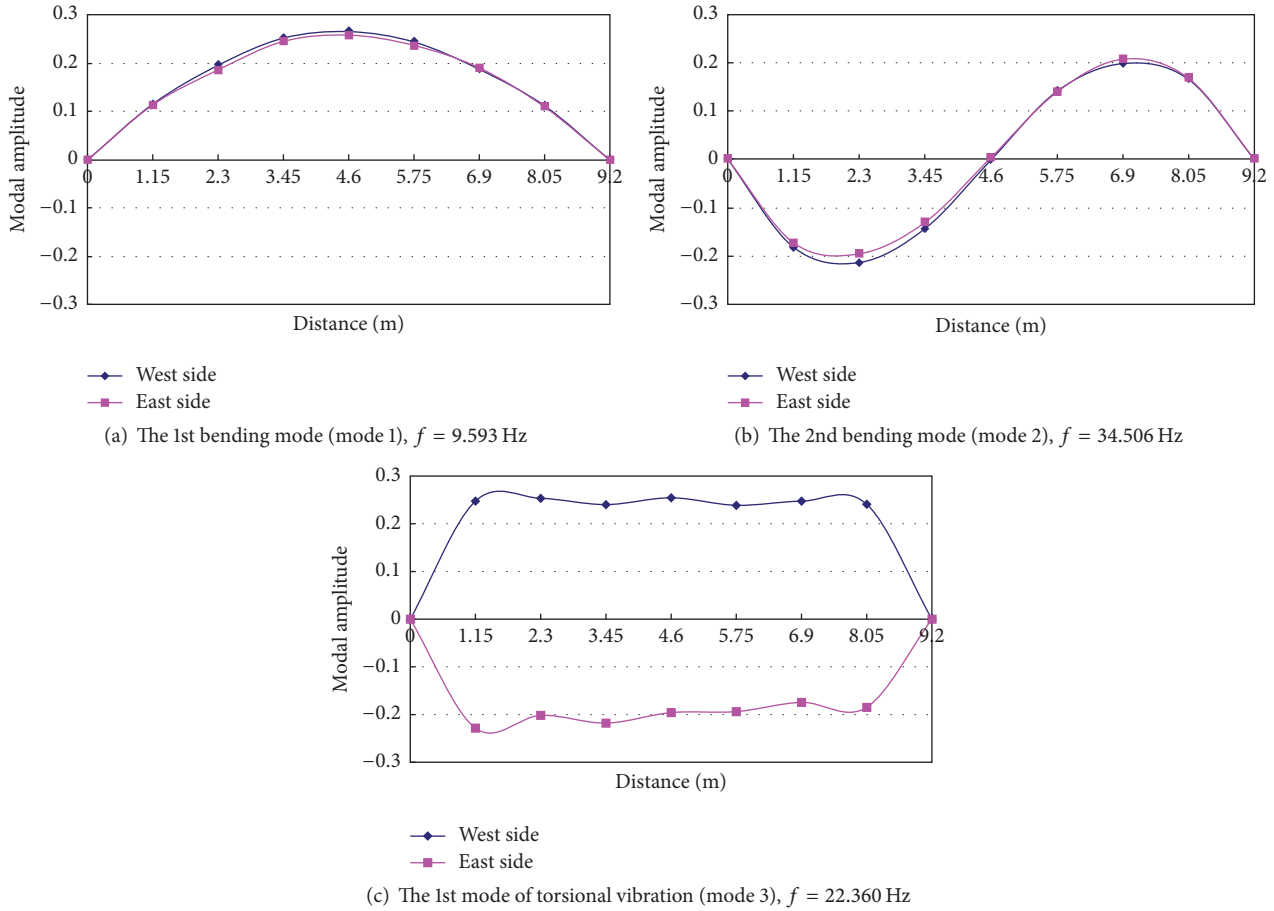 0.3
0.2
0.1
0
−0.1
−0.2
−0.3
Modal amplitude
0 1.15 2.3 3.45 4.6 5.75 6.9 8.05 9.2
Distance (m)
West side
East side
(a) The 1st bending mode (mode 1), f = 9.593 Hz
0.3
0.2
0.1
0
−0.1
−0.2
−0.3
Modal amplitude
0 1.15 2.3 3.45 4.6 5.75 6.9 8.05 9.2
Distance (m)
West side
East side
(b) The 2nd bending mode (mode 2), f = 34.506 Hz
0.3
0.2
0.1
0
−0.1
−0.2
−0.3
Modal amplitude
0 1.15 2.3 3.45 4.6 5.75 6.9 8.05 9.2
Distance (m)
West side
East side
(c) The 1st mode of torsional vibration (mode 3), f = 22.360 Hz